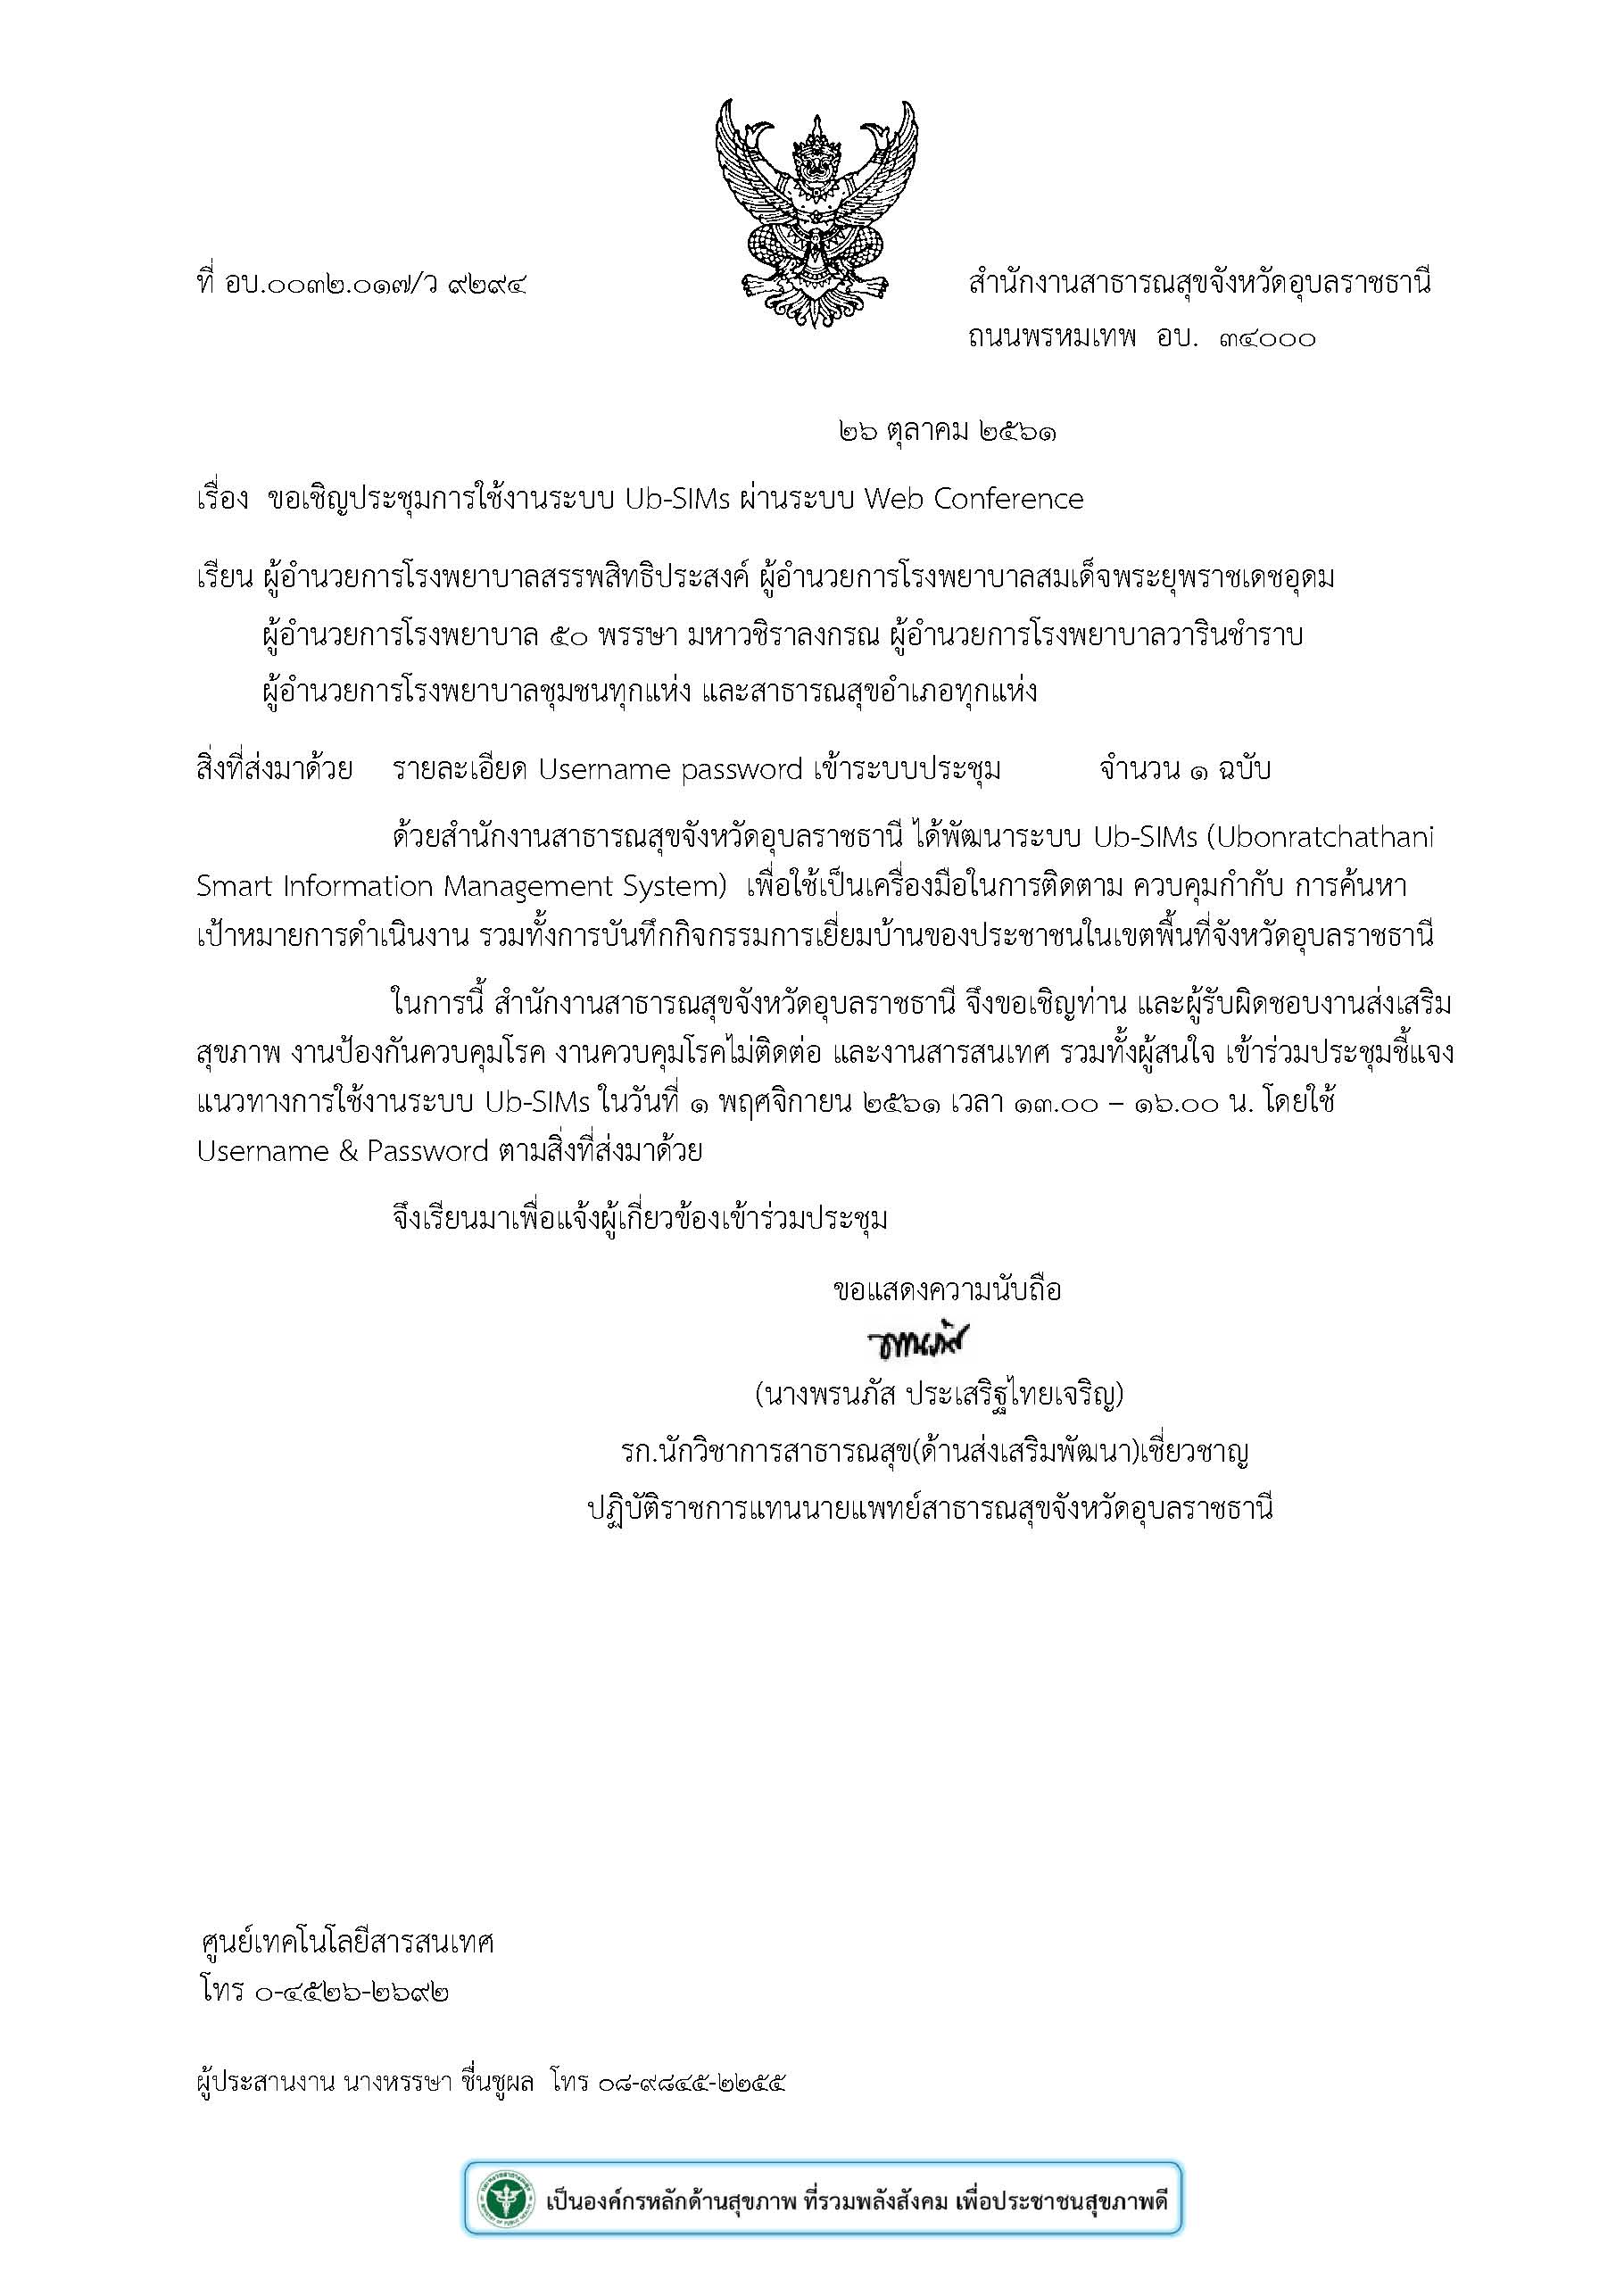 ที่ อบ.๐๐๓๒.๐๑๗/ว ๙๒๙๔
สำนักงานสาธารณสุขจังหวัดอุบลราชธานี
ถนนพรหมเทพ อบ. ๓๔๐๐๐
๒๖ ตุลาคม ๒๕๖๑
เรื่อง ขอเชิญประชุมการใช้งานระบบ Ub-SIMs ผ่านระบบ Web Conference
เรียน ผู้อำนวยการโรงพยาบาลสรรพสิทธิประสงค์ ผู้อำนวยการโรงพยาบาลสมเด็จพระยุพราชเดชอุดม
ผู้อำนวยการโรงพยาบาล ๕๐ พรรษา มหาวชิราลงกรณ ผู้อำนวยการโรงพยาบาลวารินชำราบ
ผู้อำนวยการโรงพยาบาลชุมชนทุกแห่ง และสาธารณสุขอำเภอทุกแห่ง
สิ่งที่ส่งมาด้วย รายละเอียด Username password เข้าระบบประชุม จำนวน ๑ ฉบับ
ด้วยสำนักงานสาธารณสุขจังหวัดอุบลราชธานี ได้พัฒนาระบบ Ub-SIMs (Ubonratchathani
Smart Information Management System) เพื่อใช้เป็นเครื่องมือในการติดตาม ควบคุมกำกับ การค้นหา
เป้าหมายการดำเนินงาน รวมทั้งการบันทึกกิจกรรมการเยี่ยมบ้านของประชาชนในเขตพื้นที่จังหวัดอุบลราชธานี
ในการนี้ สำนักงานสาธารณสุขจังหวัดอุบลราชธานี จึงขอเชิญท่าน และผู้รับผิดชอบงานส่งเสริม
สุขภาพ งานป้องกันควบคุมโรค งานควบคุมโรคไม่ติดต่อ และงานสารสนเทศ รวมทั้งผู้สนใจ เข้าร่วมประชุมชี้แจง
แนวทางการใช้งานระบบ Ub-SIMs ในวันที่ ๑ พฤศจิกายน ๒๕๖๑ เวลา ๑๓.๐๐ – ๑๖.๐๐ น. โดยใช้
Username & Password ตามสิ่งที่ส่งมาด้วย
จึงเรียนมาเพื่อแจ้งผู้เกี่ยวข้องเข้าร่วมประชุม
ขอแสดงความนับถือ
(นางพรนภัส ประเสริฐไทยเจริญ)
รก.นักวิชาการสาธารณสุข(ด้านส่งเสริมพัฒนา)เชี่ยวชาญ
ปฏิบัติราชการแทนนายแพทย์สาธารณสุขจังหวัดอุบลราชธานี
ศูนย์เทคโนโลยีสารสนเทศ
โทร ๐-๔๕๒๖-๒๖๙๒
ผู้ประสานงาน นางหรรษา ชื่นชูผล โทร ๐๘-๙๘๔๕-๒๒๕๕
เป็นองค์กรหลักด้านสุขภาพ ที่รวมพลังสังคม เพื่อประชาชนสุขภาพดี